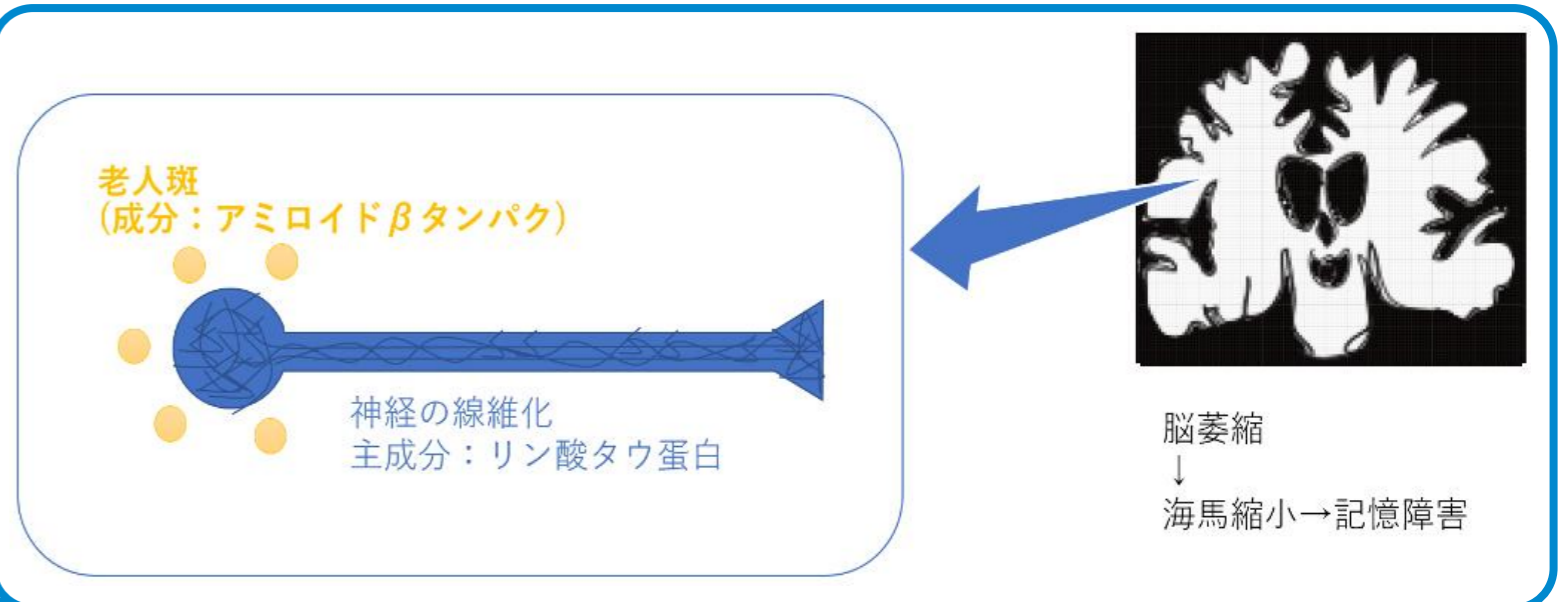 老人斑
(成分：アミロイドβタンパク)
神経の線維化
主成分：リン酸タウ蛋白
脳萎縮
↓
海馬縮小→記憶障害